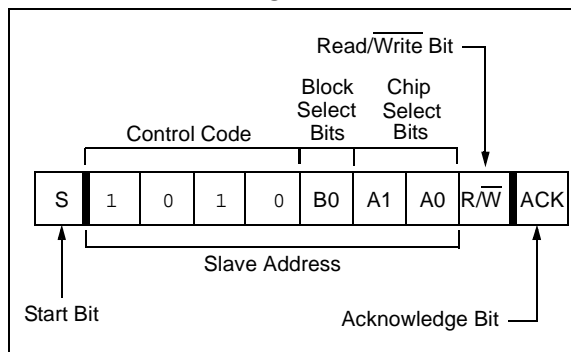 Read/Write Bit
Block Select Bits
Chip Select Bits
Control Code
S 1 0 1 0 B0 A1 A0 R/W ACK
Slave Address
Start Bit
Acknowledge Bit